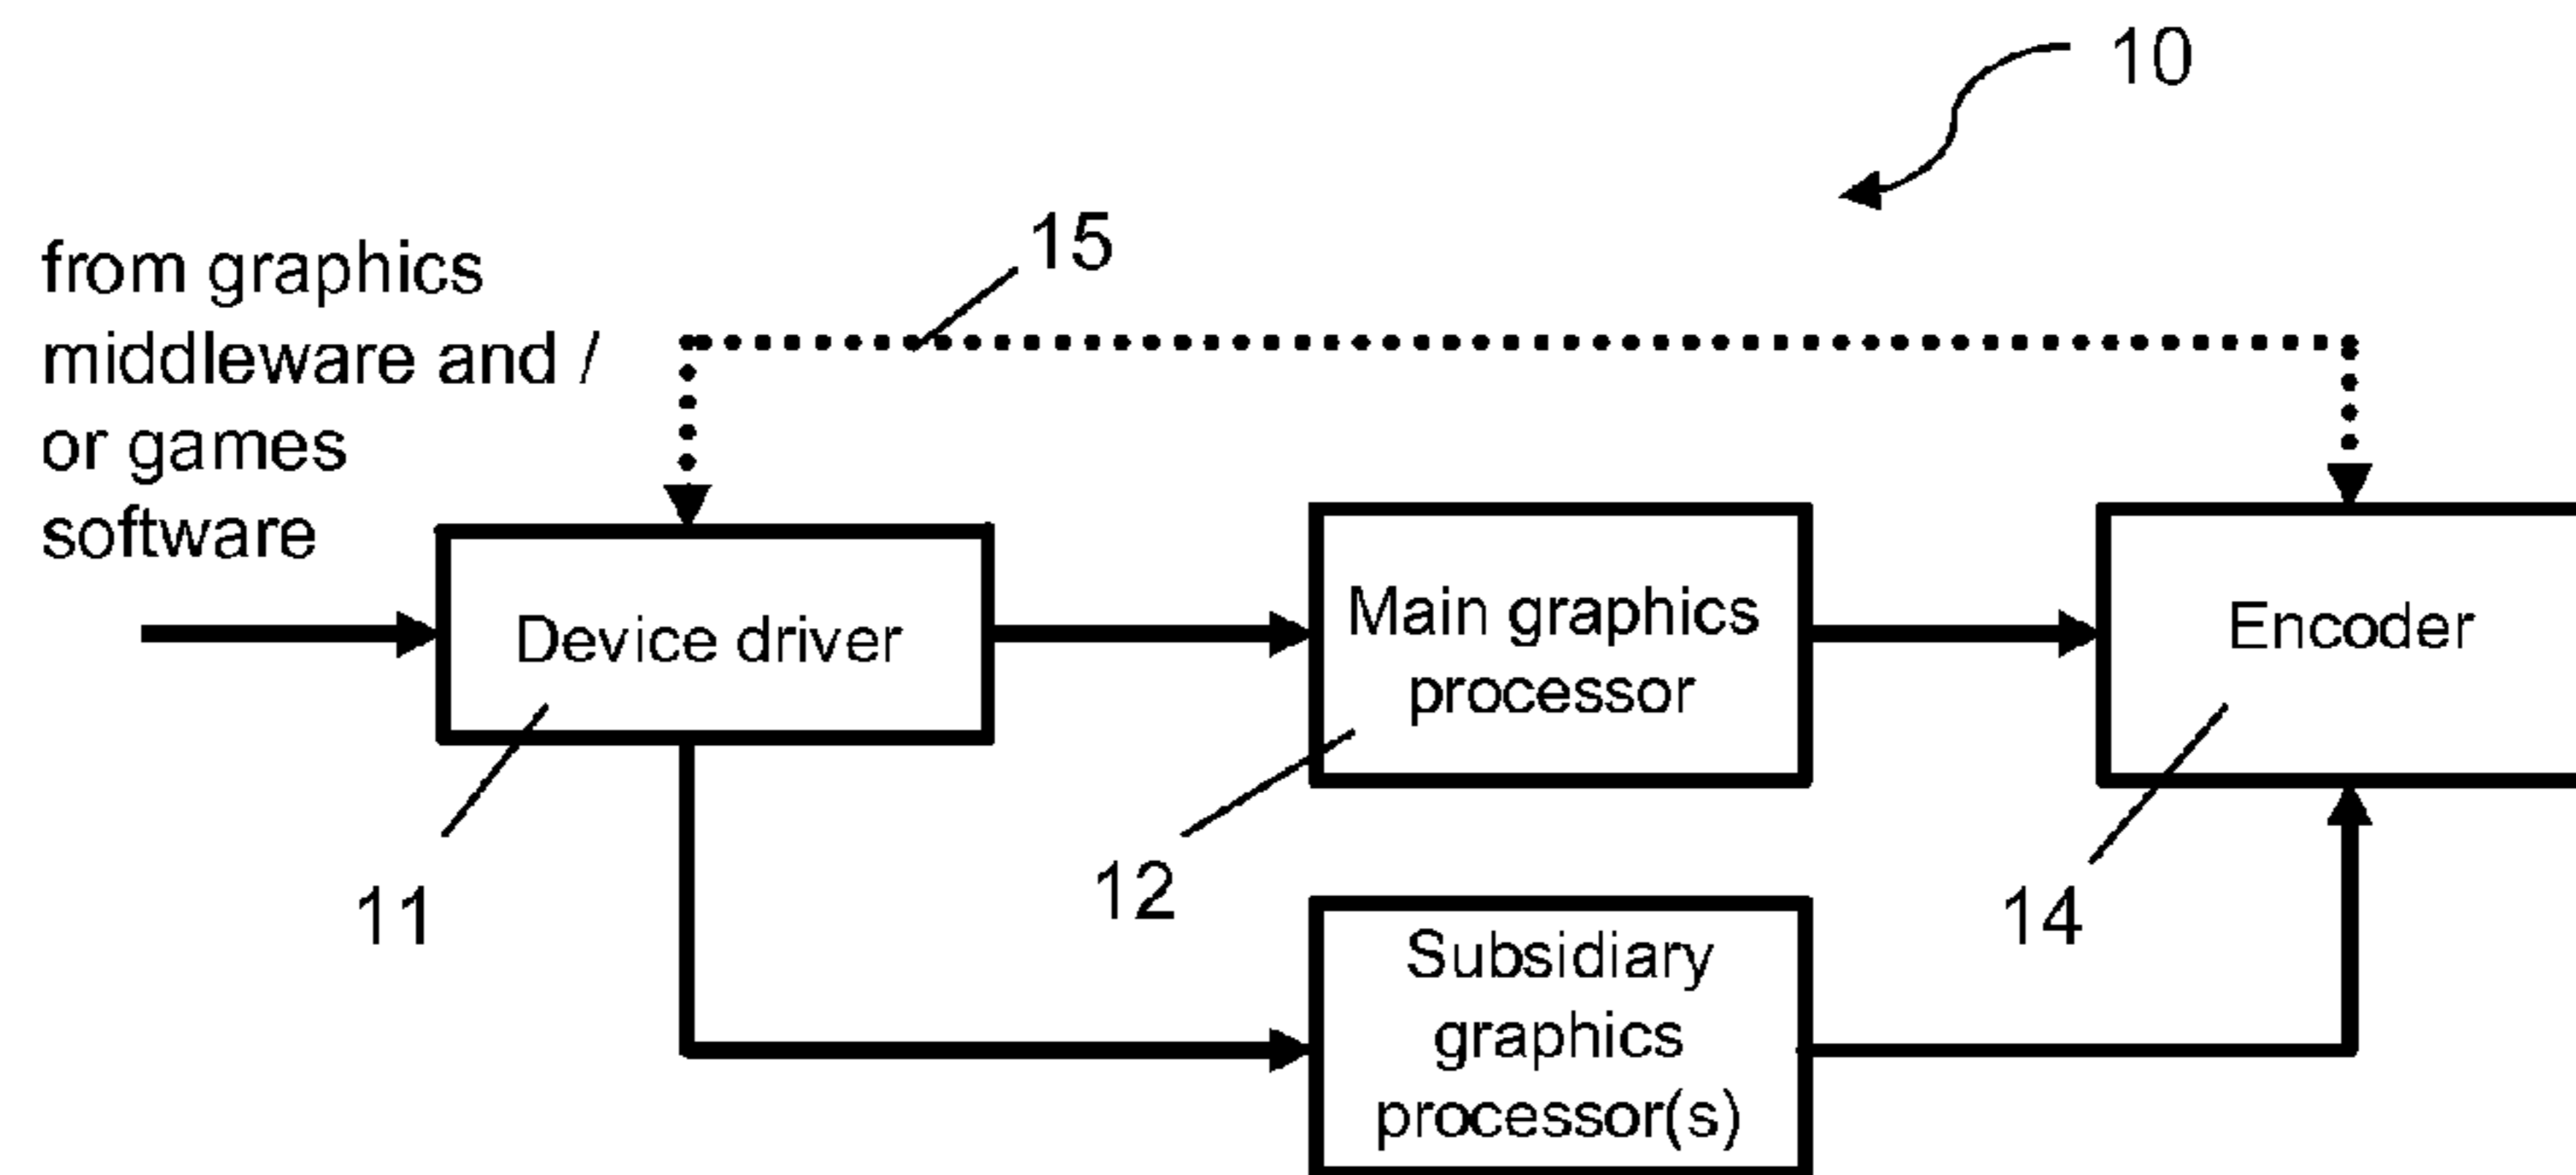 10
15
from graphics
middleware and /
or games
software
Device driver
Main graphics
processor
Encoder
11
12
14
Subsidiary
graphics
processor(s)